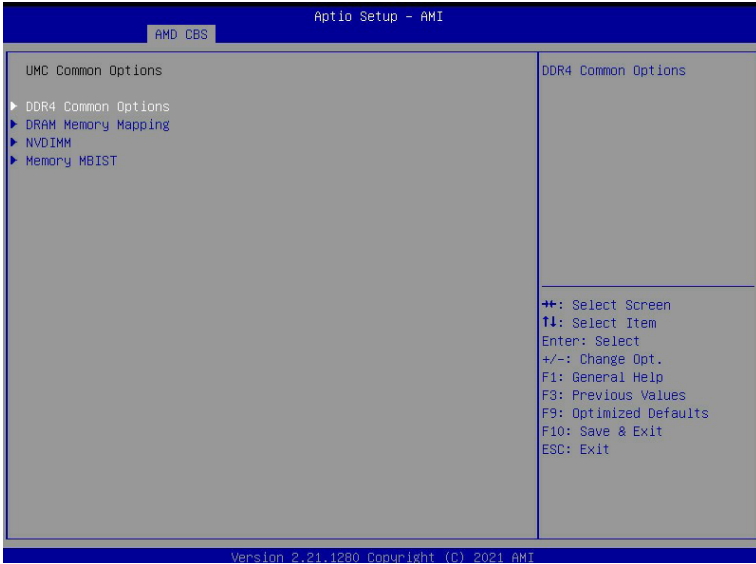 Aptio Setup – AMI
AMD CBS
UMC Common Options
DDR4 Common Options
DRAM Memory Mapping
NVDIMM
Memory MBIST
DDR4 Common Options
→←: Select Screen
↑↓: Select Item
Enter: Select
+/-: Change Opt.
F1: General Help
F3: Previous Values
F9: Optimized Defaults
F10: Save & Exit
ESC: Exit
Version 2.21.1280 Copyright (C) 2021 AMI